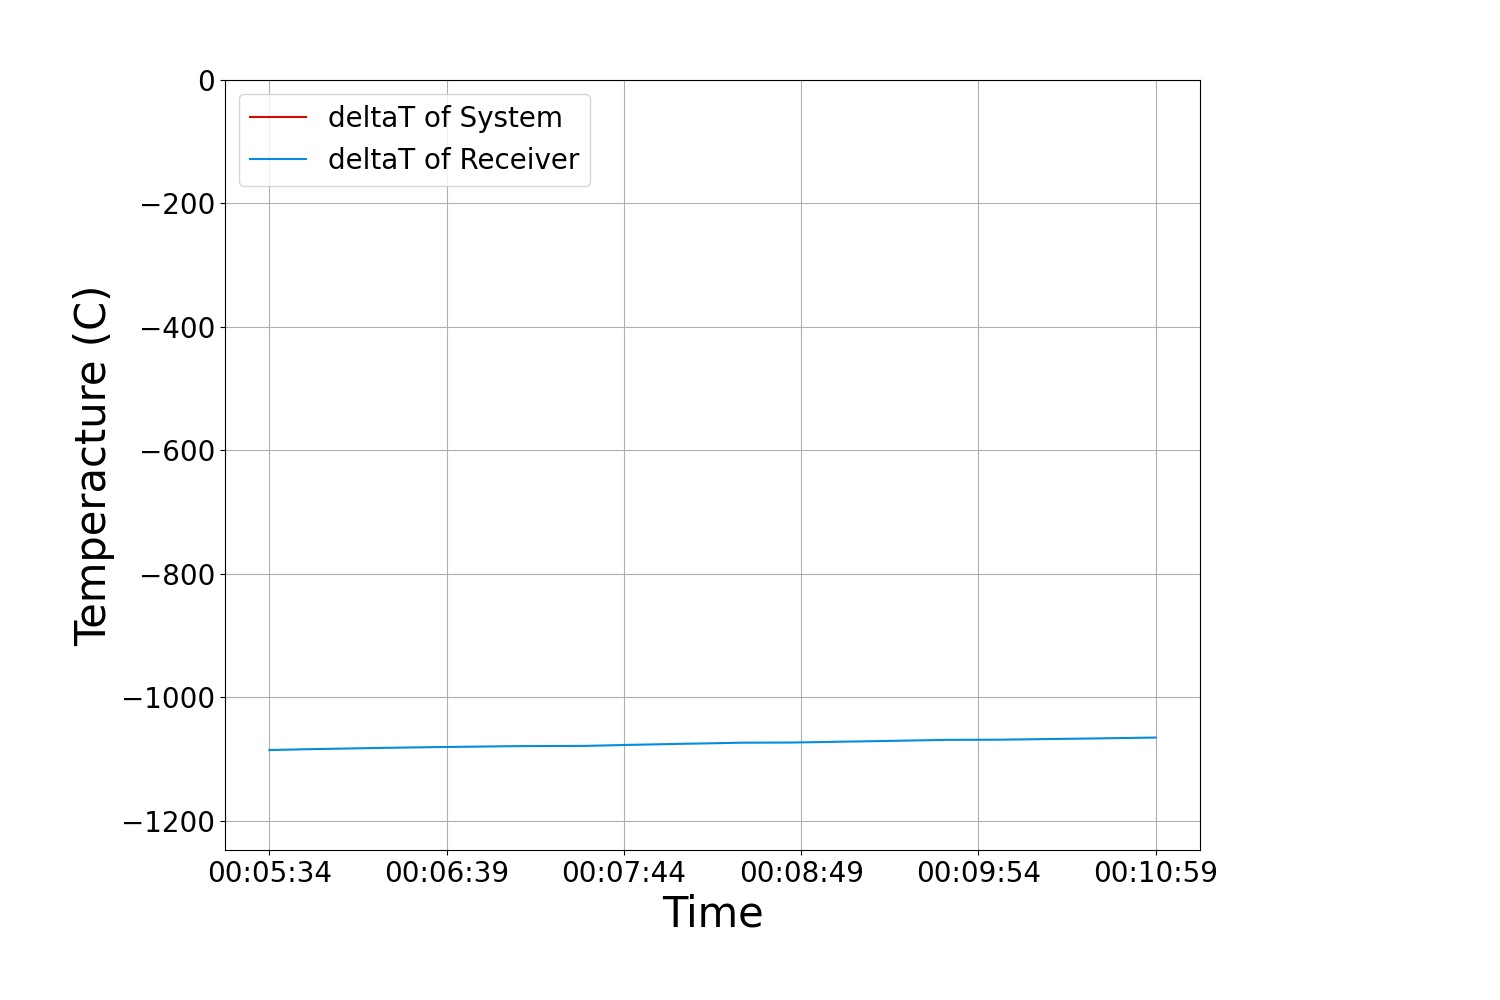 0
−200
−400
−600
−800
−1000
−1200
Temperacture (C)
deltaT of System
deltaT of Receiver
00:05:34 00:06:39 00:07:44 00:08:49 00:09:54 00:10:59
Time